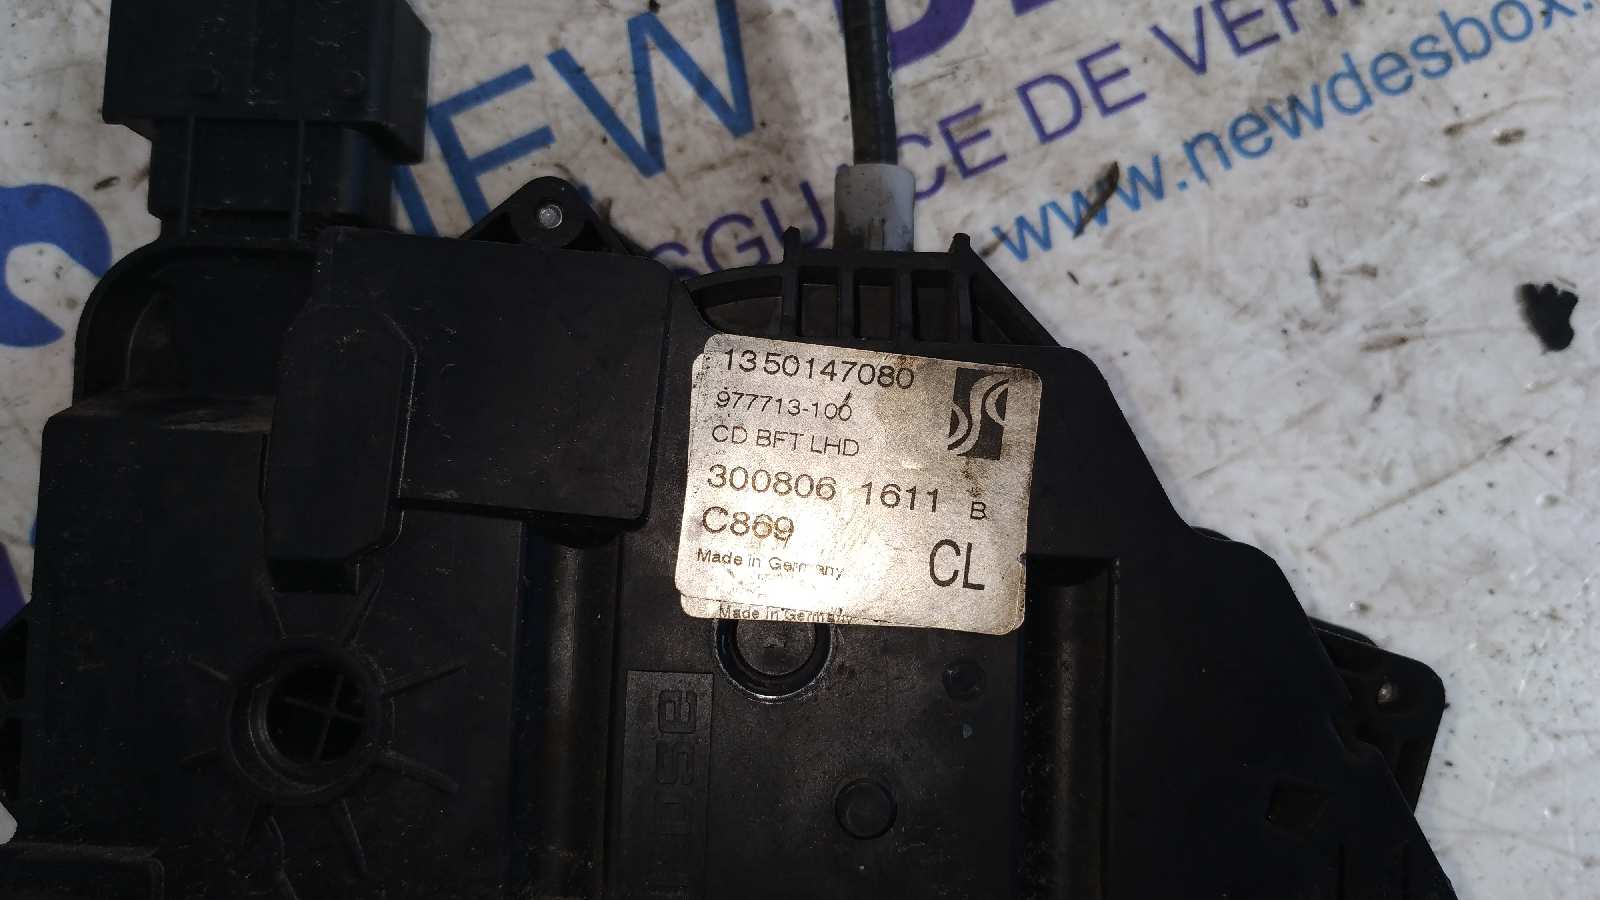 NEW DES
DESGUACE DE VEH
www.newdesbox.
1350147080
977713-100
CD BFT LHD
300806 1611 B
C869
CL
Made in Germany
Made in Germany